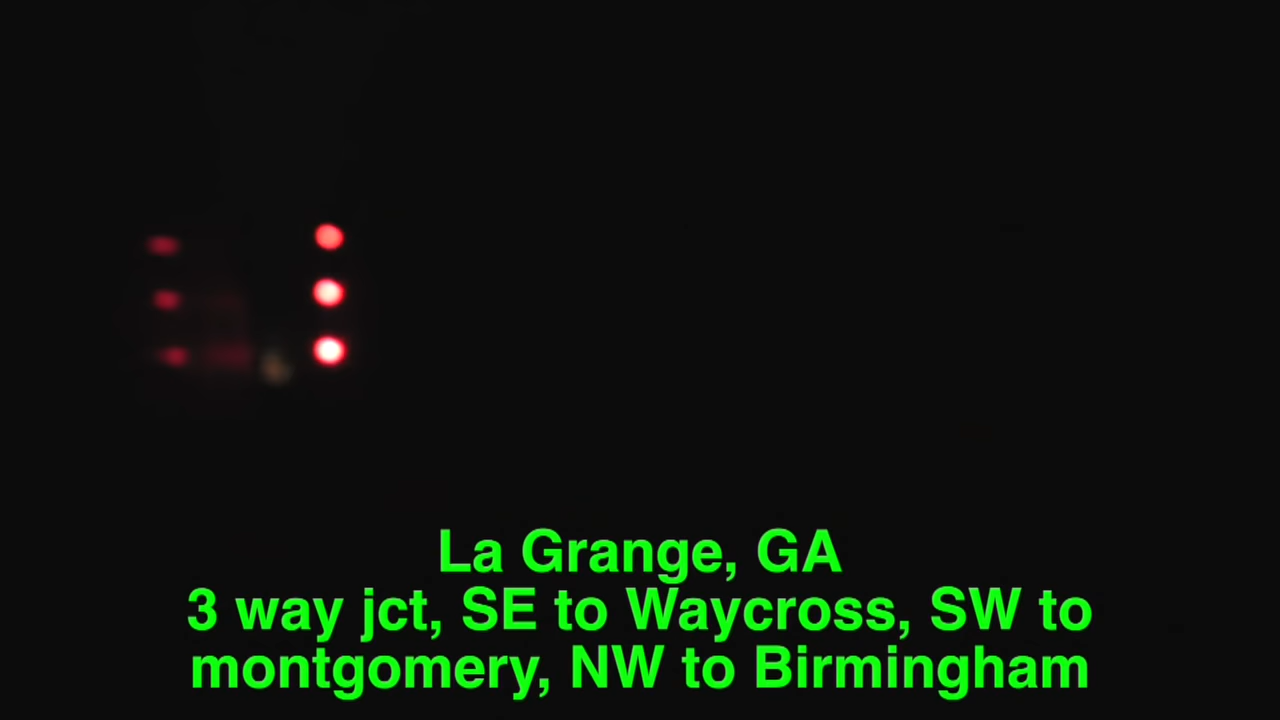 La Grange, GA
3 way jct, SE to Waycross, SW to
montgomery, NW to Birmingham